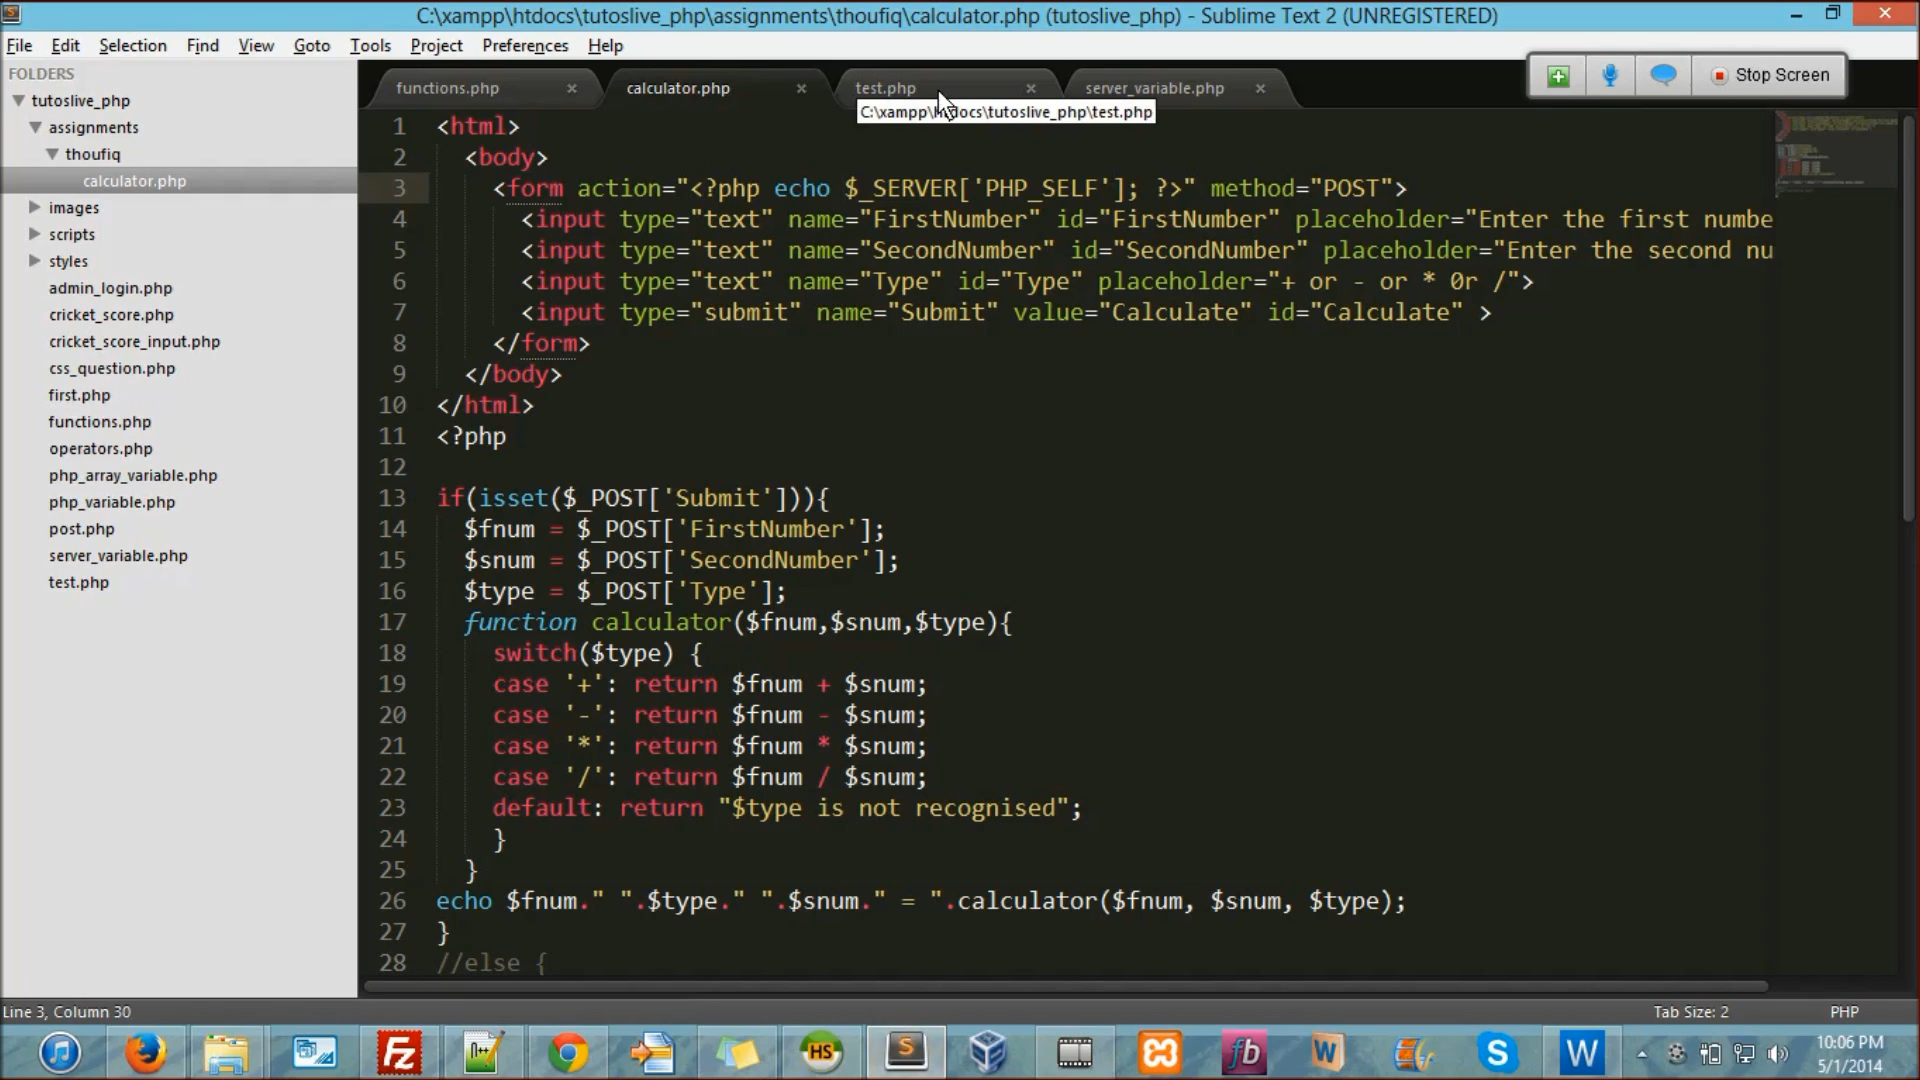 C:\xampp\htdocs\tutoslive_php\assignments\thoufiq\calculator.php (tutoslive_php) - Sublime Text 2 (UNREGISTERED)
File Edit Selection Find View Goto Tools Project Preferences Help
Stop Screen
FOLDERS
tutoslive_php
assignments
thoufiq
calculator.php
images
scripts
styles
admin_login.php
cricket_score.php
cricket_score_input.php
css_question.php
first.php
functions.php
operators.php
php_array_variable.php
php_variable.php
post.php
server_variable.php
test.php
functions.php × calculator.php × test.php × server_variable.php ×
C:\xampp\htdocs\tutoslive_php\test.php
1 <html>
2 <body>
3 <form action="<?php echo $_SERVER['PHP_SELF']; ?>" method="POST">
4 <input type="text" name="FirstNumber" id="FirstNumber" placeholder="Enter the first numbe
5 <input type="text" name="SecondNumber" id="SecondNumber" placeholder="Enter the second nu
6 <input type="text" name="Type" id="Type" placeholder="+ or - or * 0r /">
7 <input type="submit" name="Submit" value="Calculate" id="Calculate" >
8 </form>
9 </body>
10 </html>
11 <?php
12
13 if(isset($_POST['Submit'])){
14 $fnum = $_POST['FirstNumber'];
15 $snum = $_POST['SecondNumber'];
16 $type = $_POST['Type'];
17 function calculator($fnum,$snum,$type){
18 switch($type) {
19 case '+': return $fnum + $snum;
20 case '-': return $fnum - $snum;
21 case '*': return $fnum * $snum;
22 case '/': return $fnum / $snum;
23 default: return "$type is not recognised";
24 }
25 }
26 echo $fnum." ".$type." ".$snum." = ".calculator($fnum, $snum, $type);
27 }
28 //else {
Line 3, Column 30
Tab Size: 2
PHP
10:06 PM
5/1/2014